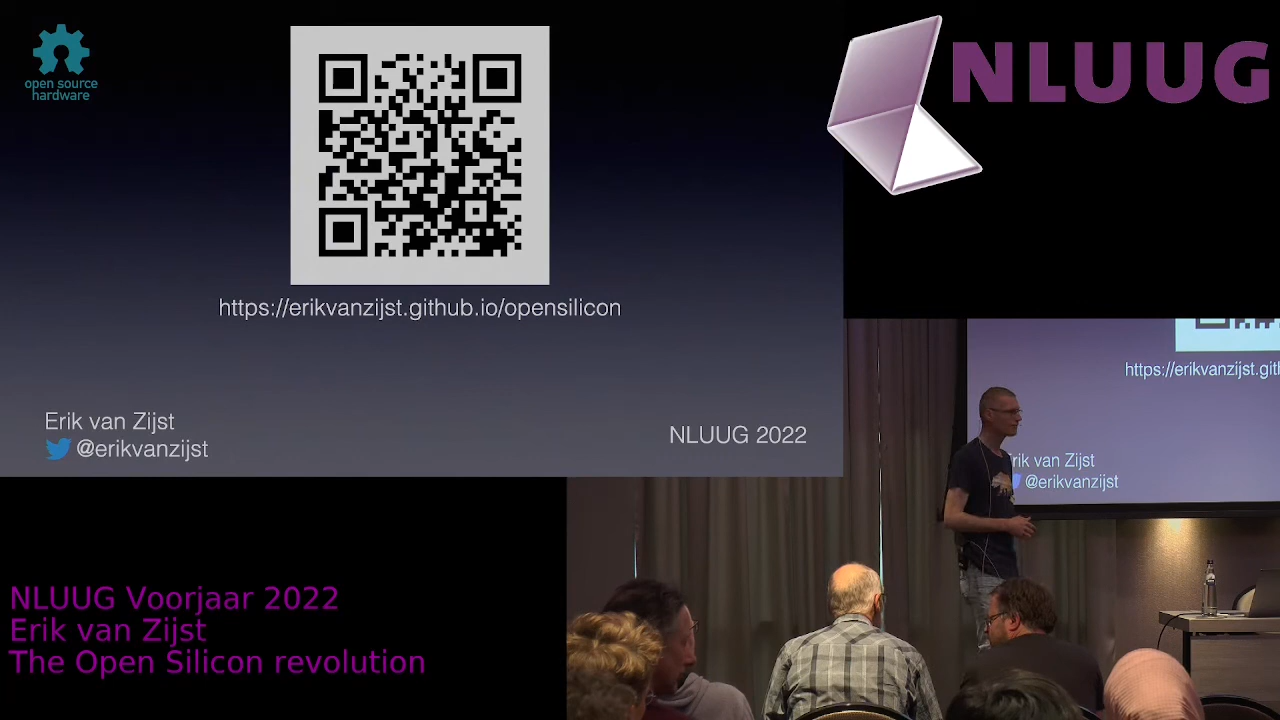 open source
hardware
NLUUG
https://erikvanzijst.github.io/opensilicon
Erik van Zijst
@erikvanzijst
NLUUG 2022
https://erikvanzijst.gith
rik van Zijst
@erikvanzijst
NLUUG Voorjaar 2022
Erik van Zijst
The Open Silicon revolution